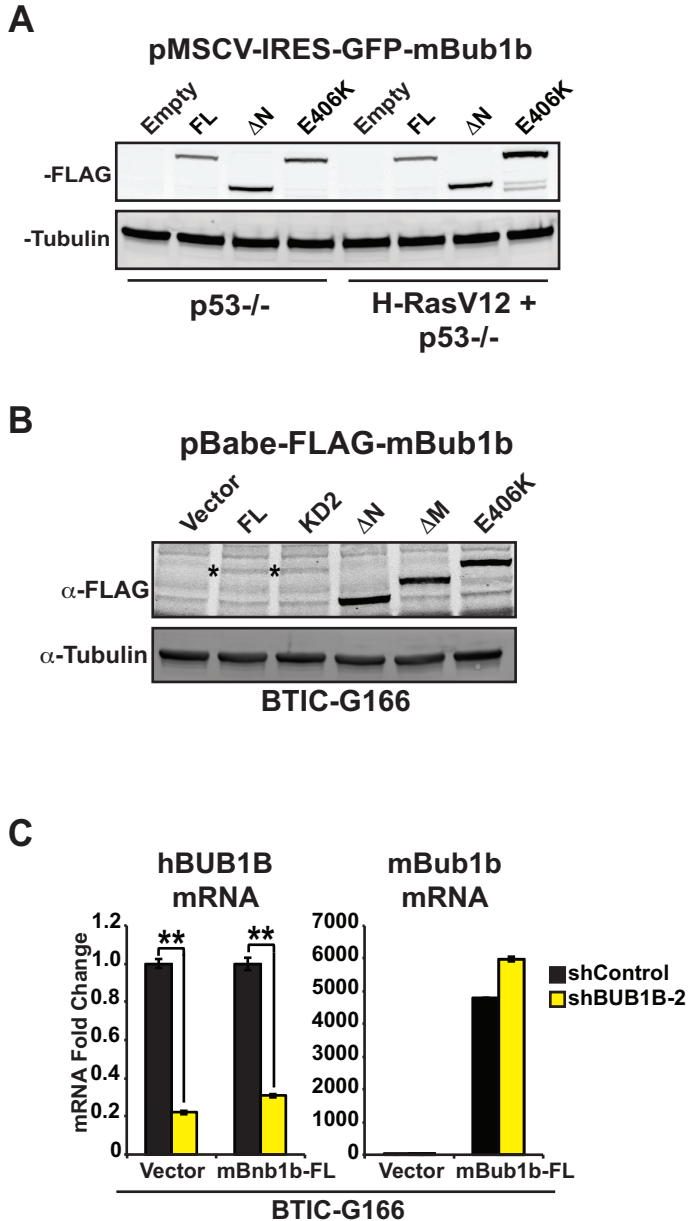 A
pMSCV-IRES-GFP-mBub1b
Empty FL ΔN E406K Empty FL ΔN E406K
-FLAG
-Tubulin
p53-/- H-RasV12 +
p53-/-
B
pBabe-FLAG-mBub1b
Vector FL KD2 ΔN ΔM E406K
* *
α-FLAG
α-Tubulin
BTIC-G166
C
hBUB1B
mRNA
mBub1b
mRNA
mRNA Fold Change
1.2
1.0
0.8
0.6
0.4
0.2
0
** **
7000
6000
5000
4000
3000
2000
1000
0
shControl
shBUB1B-2
Vector mBnb1b-FL Vector mBub1b-FL
BTIC-G166